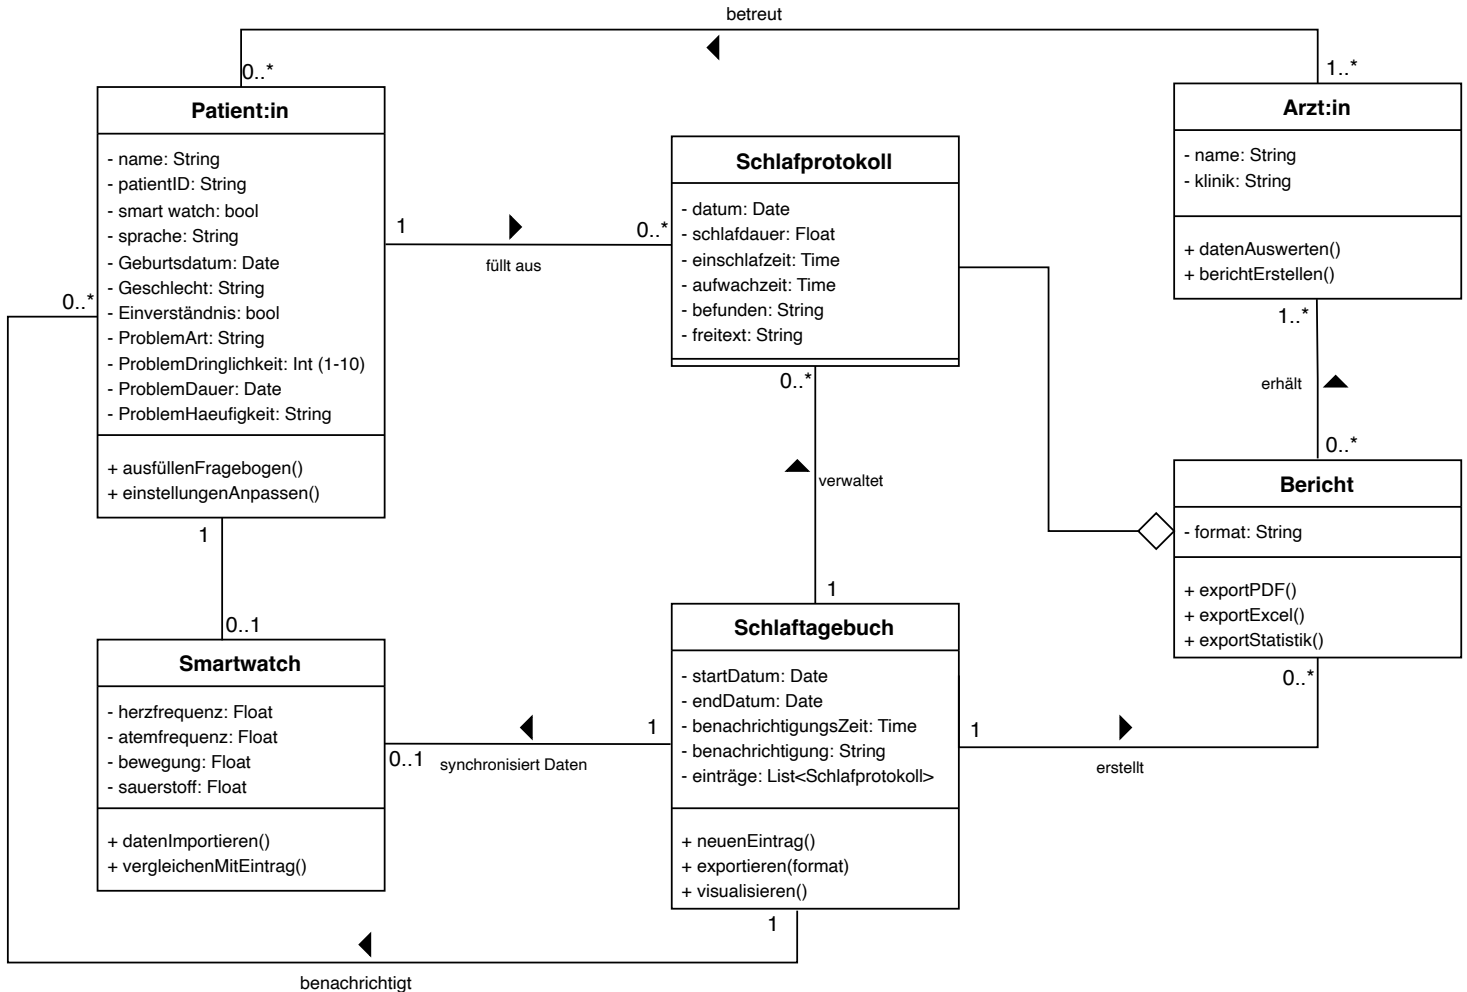 betreut
0..*
1..*
Patient:in
- name: String
- patientID: String
- smart watch: bool
- sprache: String
- Geburtsdatum: Date
- Geschlecht: String
- Einverständnis: bool
- ProblemArt: String
- ProblemDringlichkeit: Int (1-10)
- ProblemDauer: Date
- ProblemHaeufigkeit: String
+ ausfüllenFragebogen()
+ einstellungenAnpassen()
0..*
1
füllt aus
0..*
Schlafprotokoll
- datum: Date
- schlafdauer: Float
- einschlafzeit: Time
- aufwachzeit: Time
- befunden: String
- freitext: String
0..*
verwaltet
1
Arzt:in
- name: String
- klinik: String
+ datenAuswerten()
+ berichtErstellen()
1..*
erhält
0..*
Bericht
- format: String
+ exportPDF()
+ exportExcel()
+ exportStatistik()
0..*
1
0..1
Smartwatch
- herzfrequenz: Float
- atemfrequenz: Float
- bewegung: Float
- sauerstoff: Float
+ datenImportieren()
+ vergleichenMitEintrag()
0..1
synchronisiert Daten
1
Schlaftagebuch
- startDatum: Date
- endDatum: Date
- benachrichtigungsZeit: Time
- benachrichtigung: String
- einträge: List<Schlafprotokoll>
+ neuenEintrag()
+ exportieren(format)
+ visualisieren()
1
erstellt
1
benachrichtigt